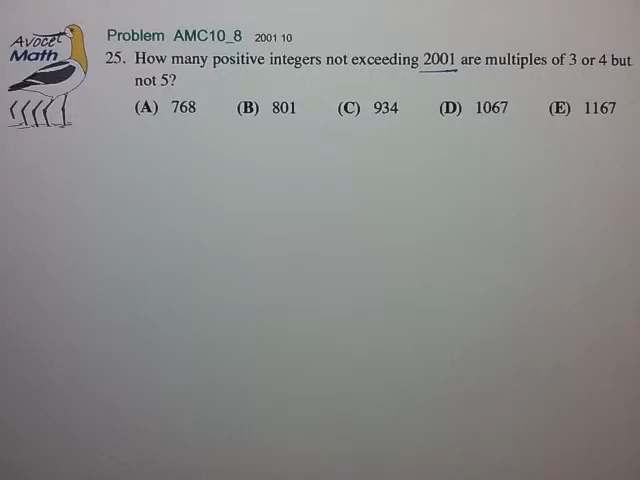 Avocet
Math
Problem AMC10_8 2001 10
25. How many positive integers not exceeding 2001 are multiples of 3 or 4 but
not 5?
(A) 768 (B) 801 (C) 934 (D) 1067 (E) 1167